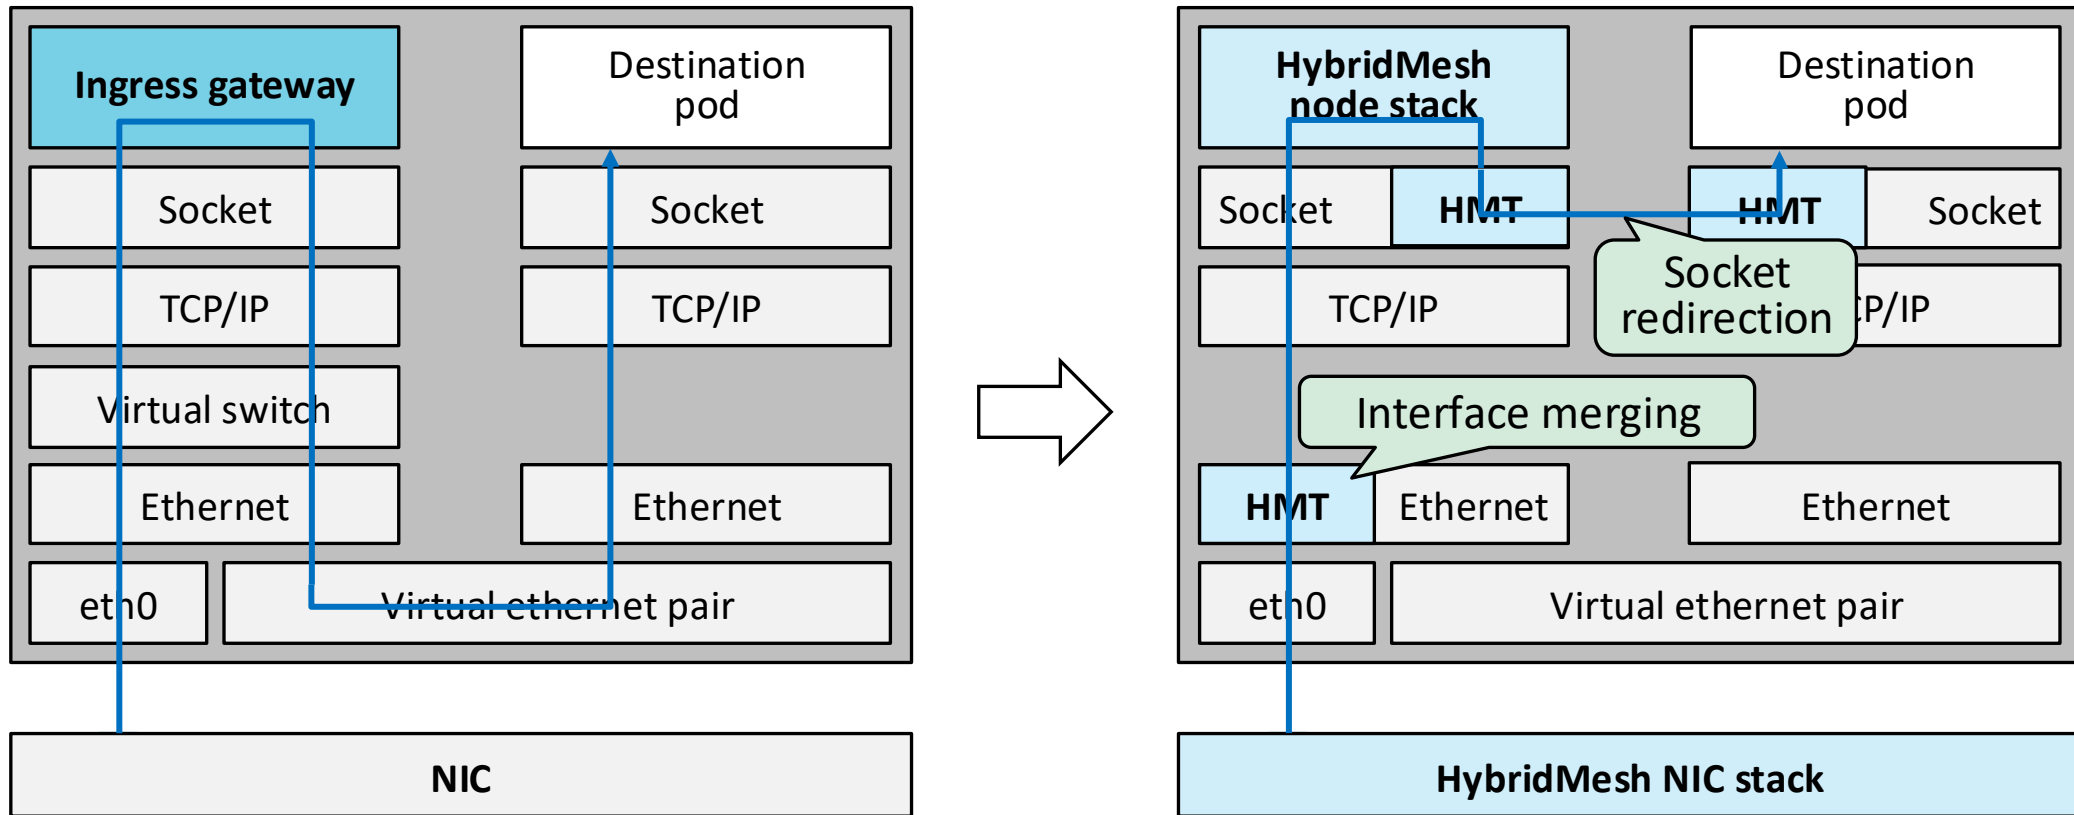 Ingress gateway
Destination
pod
Socket
Socket
TCP/IP
TCP/IP
Virtual switch
Ethernet
Ethernet
eth0
Virtual ethernet pair
NIC
HybridMesh
node stack
Destination
pod
Socket
HMT
HMT
Socket
Socket
redirection
TCP/IP
CP/IP
Interface merging
HMT
Ethernet
Ethernet
eth0
Virtual ethernet pair
HybridMesh NIC stack